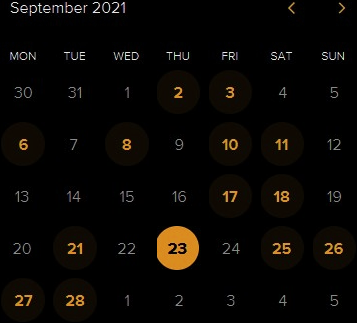 September 2021
MON TUE WED THU FRI SAT SUN
30 31 1 2 3 4 5
6 7 8 9 10 11 12
13 14 15 16 17 18 19
20 21 22 23 24 25 26
27 28 1 2 3 4 5